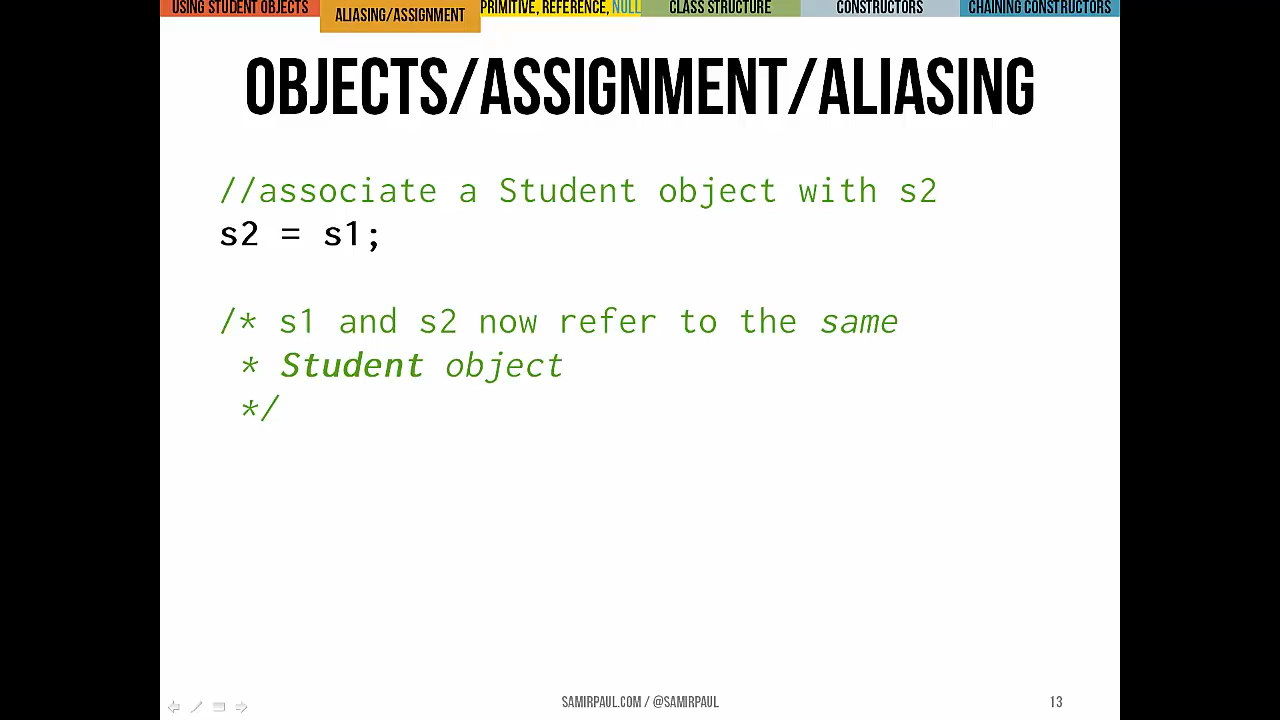 USING STUDENT OBJECTS
ALIASING/ASSIGNMENT
PRIMITIVE, REFERENCE, NULL
CLASS STRUCTURE
CONSTRUCTORS
CHAINING CONSTRUCTORS
OBJECTS/ASSIGNMENT/ALIASING
//associate a Student object with s2
s2 = s1;
/* s1 and s2 now refer to the same
* Student object
*/
SAMIRPAUL.COM / @SAMIRPAUL
13